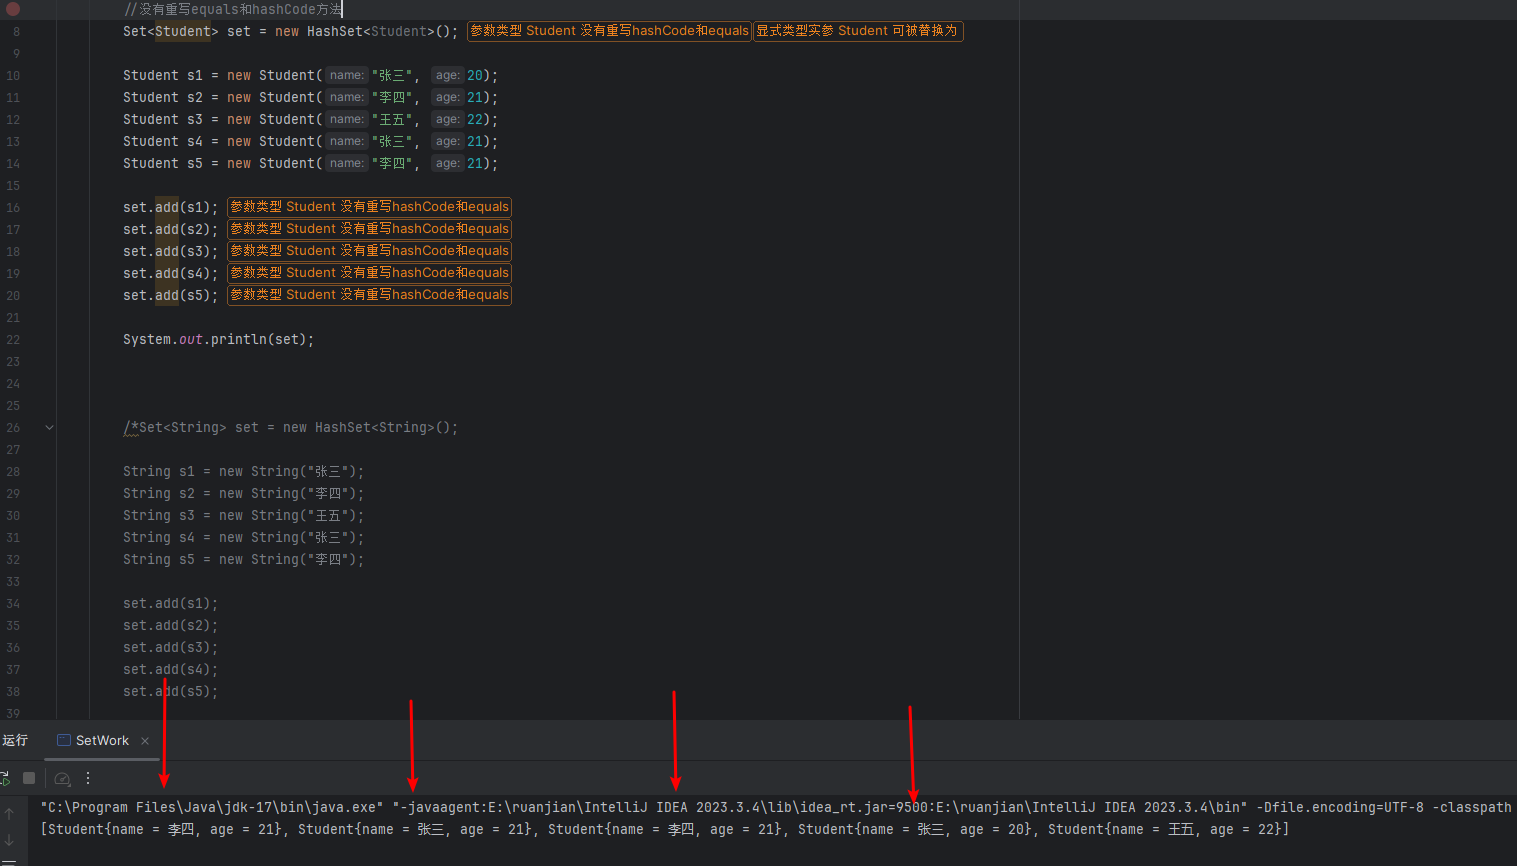 //没有重写equals和hashCode方法
8 Set<Student> set = new HashSet<Student>(); 参数类型 Student 没有重写hashCode和equals 显式类型实参 Student 可被替换为
9
10 Student s1 = new Student( name: "张三", age: 20);
11 Student s2 = new Student( name: "李四", age: 21);
12 Student s3 = new Student( name: "王五", age: 22);
13 Student s4 = new Student( name: "张三", age: 21);
14 Student s5 = new Student( name: "李四", age: 21);
15
16 set.add(s1); 参数类型 Student 没有重写hashCode和equals
17 set.add(s2); 参数类型 Student 没有重写hashCode和equals
18 set.add(s3); 参数类型 Student 没有重写hashCode和equals
19 set.add(s4); 参数类型 Student 没有重写hashCode和equals
20 set.add(s5); 参数类型 Student 没有重写hashCode和equals
21
22 System.out.println(set);
23
24
25
26 /*Set<String> set = new HashSet<String>();
27
28 String s1 = new String("张三");
29 String s2 = new String("李四");
30 String s3 = new String("王五");
31 String s4 = new String("张三");
32 String s5 = new String("李四");
33
34 set.add(s1);
35 set.add(s2);
36 set.add(s3);
37 set.add(s4);
38 set.add(s5);
39
运行 SetWork
"C:\Program Files\Java\jdk-17\bin\java.exe" "-javaagent:E:\ruanjian\IntelliJ IDEA 2023.3.4\lib\idea_rt.jar=9500:E:\ruanjian\IntelliJ IDEA 2023.3.4\bin" -Dfile.encoding=UTF-8 -classpath
[Student{name = 李四, age = 21}, Student{name = 张三, age = 21}, Student{name = 李四, age = 21}, Student{name = 张三, age = 20}, Student{name = 王五, age = 22}]